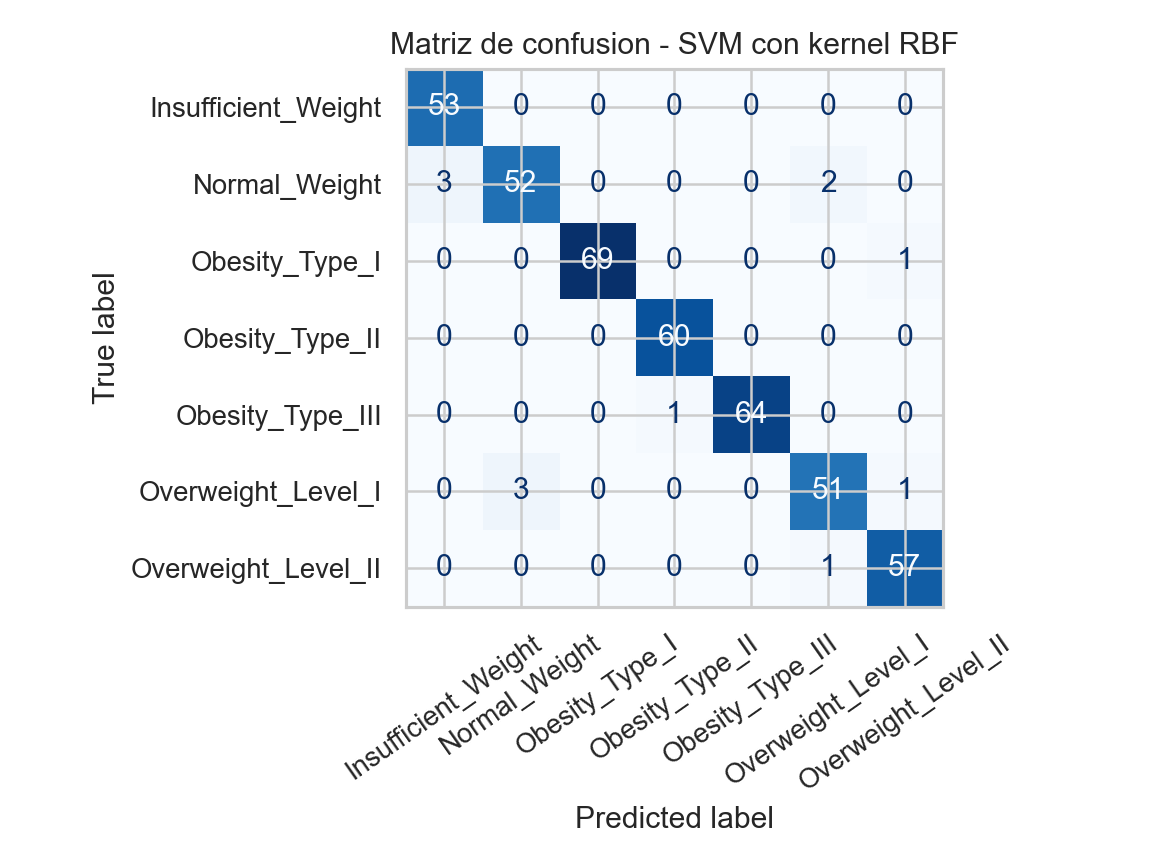 Matriz de confusion - SVM con kernel RBF
True label
Insufficient_Weight 53 0 0 0 0 0 0
Normal_Weight 3 52 0 0 0 2 0
Obesity_Type_I 0 0 69 0 0 0 1
Obesity_Type_II 0 0 0 60 0 0 0
Obesity_Type_III 0 0 0 1 64 0 0
Overweight_Level_I 0 3 0 0 0 51 1
Overweight_Level_II 0 0 0 0 0 1 57
Insufficient_Weight
Normal_Weight
Obesity_Type_I
Obesity_Type_II
Obesity_Type_III
Overweight_Level_I
Overweight_Level_II
Predicted label